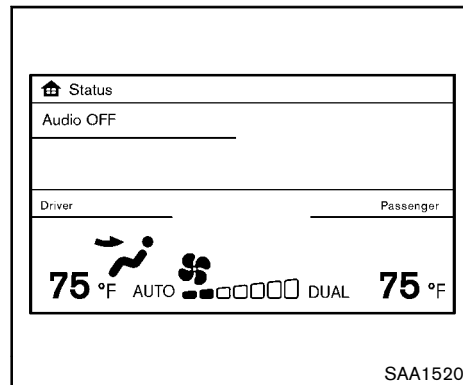 Status
Audio OFF
Driver Passenger
75 °F AUTO DUAL 75 °F
SAA1520